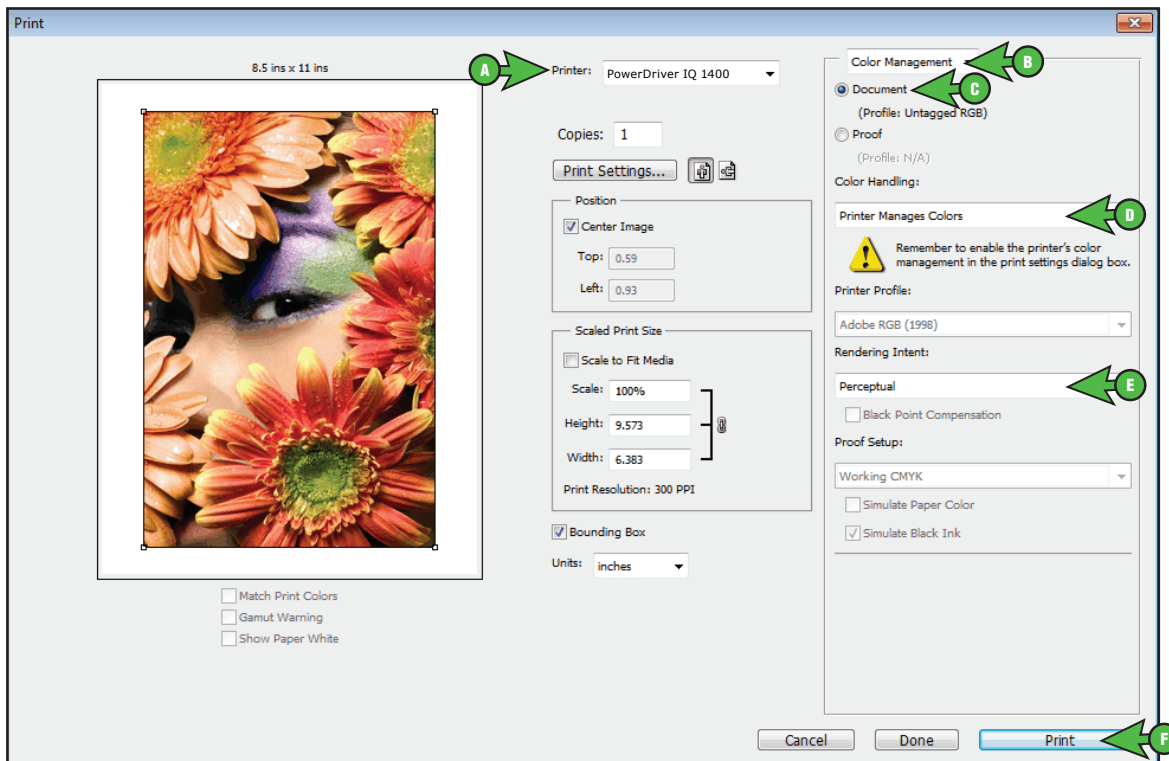 Print
8.5 ins x 11 ins
Match Print Colors
Gamut Warning
Show Paper White
A
Printer: PowerDriver IQ 1400
Copies: 1
Print Settings...
Position
Center Image
Top: 0.59
Left: 0.93
Scaled Print Size
Scale to Fit Media
Scale: 100%
Height: 9.573
Width: 6.383
Print Resolution: 300 PPI
Bounding Box
Units: inches
Color Management B
Document C
(Profile: Untagged RGB)
Proof
(Profile: N/A)
Color Handling:
Printer Manages Colors D
Remember to enable the printer's color
management in the print settings dialog box.
Printer Profile:
Adobe RGB (1998)
Rendering Intent:
Perceptual E
Black Point Compensation
Proof Setup:
Working CMYK
Simulate Paper Color
Simulate Black Ink
Cancel Done Print F